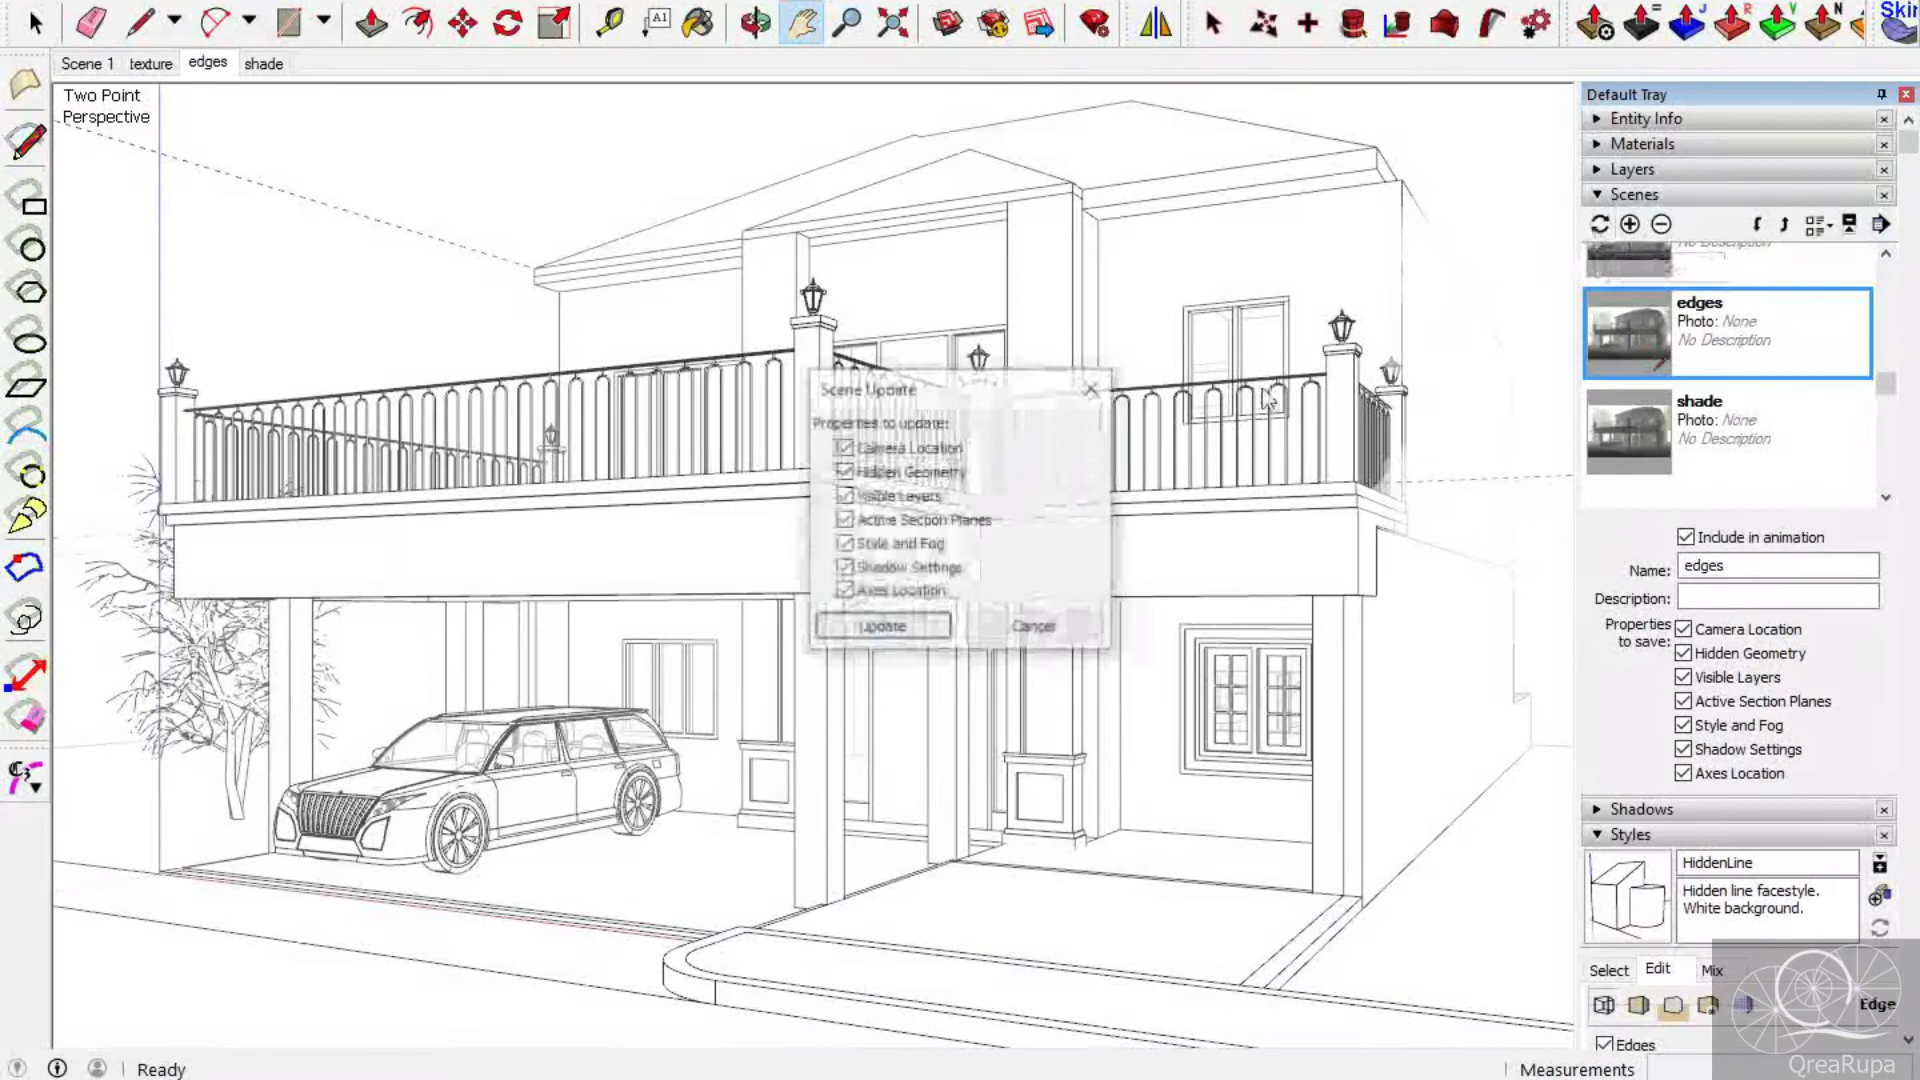 A1
=
J
R
V
N
Skin
Scene 1
texture
edges
shade
Two Point
Perspective
Default Tray
Entity Info
Materials
Layers
Scenes
No Description
edges
Photo: None
No Description
shade
Photo: None
No Description
Scene Update
Properties to update:
Camera Location
Hidden Geometry
Visible Layers
Active Section Planes
Style and Fog
Shadow Settings
Axes Location
Update
Cancel
Include in animation
Name: edges
Description:
Properties
to save:
Camera Location
Hidden Geometry
Visible Layers
Active Section Planes
Style and Fog
Shadow Settings
Axes Location
Shadows
Styles
HiddenLine
Hidden line facestyle.
White background.
Select
Edit
Mix
Edge
Edges
QreaRupa
Ready
Measurements